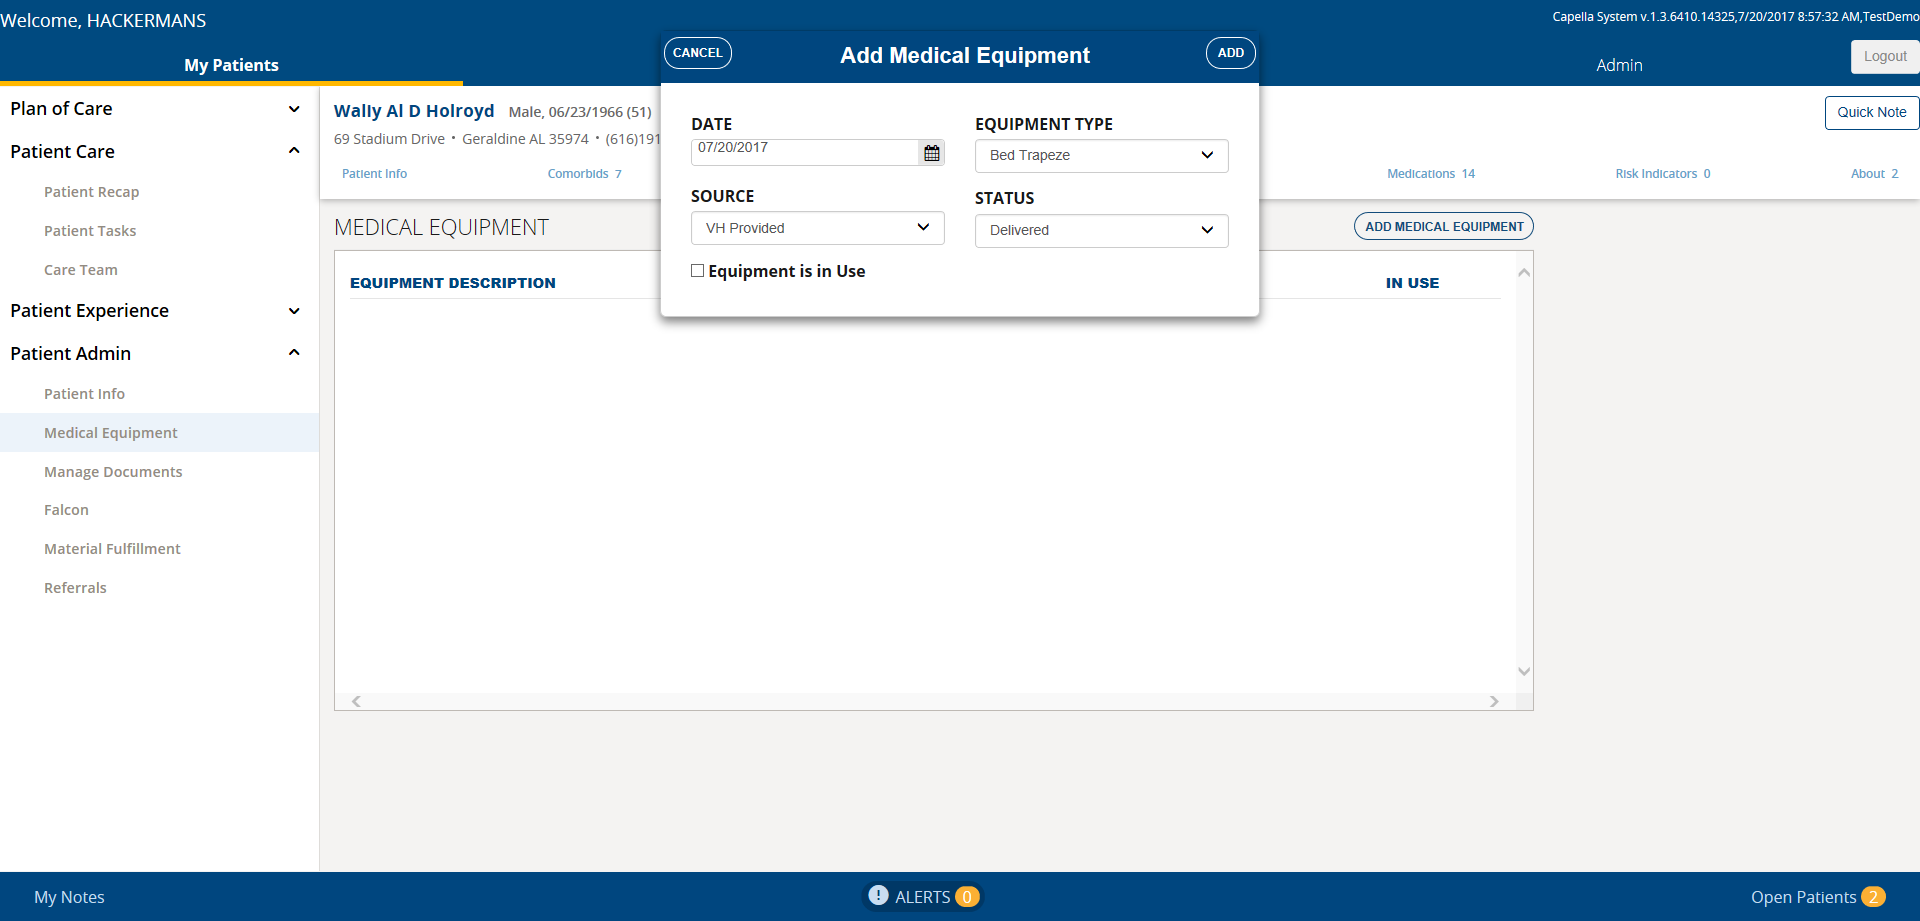 Welcome, HACKERMANS
Capella System v.1.3.6410.14325,7/20/2017 8:57:32 AM,TestDemo
My Patients
Admin
Logout
CANCEL
Add Medical Equipment
ADD
DATE
07/20/2017
EQUIPMENT TYPE
Bed Trapeze
SOURCE
VH Provided
STATUS
Delivered
Equipment is in Use
Plan of Care
Patient Care
Patient Recap
Patient Tasks
Care Team
Patient Experience
Patient Admin
Patient Info
Medical Equipment
Manage Documents
Falcon
Material Fulfillment
Referrals
Wally Al D Holroyd Male, 06/23/1966 (51)
69 Stadium Drive • Geraldine AL 35974 • (616)191
Quick Note
Patient Info Comorbids 7 Medications 14 Risk Indicators 0 About 2
MEDICAL EQUIPMENT
ADD MEDICAL EQUIPMENT
EQUIPMENT DESCRIPTION IN USE
My Notes
! ALERTS 0
Open Patients 2